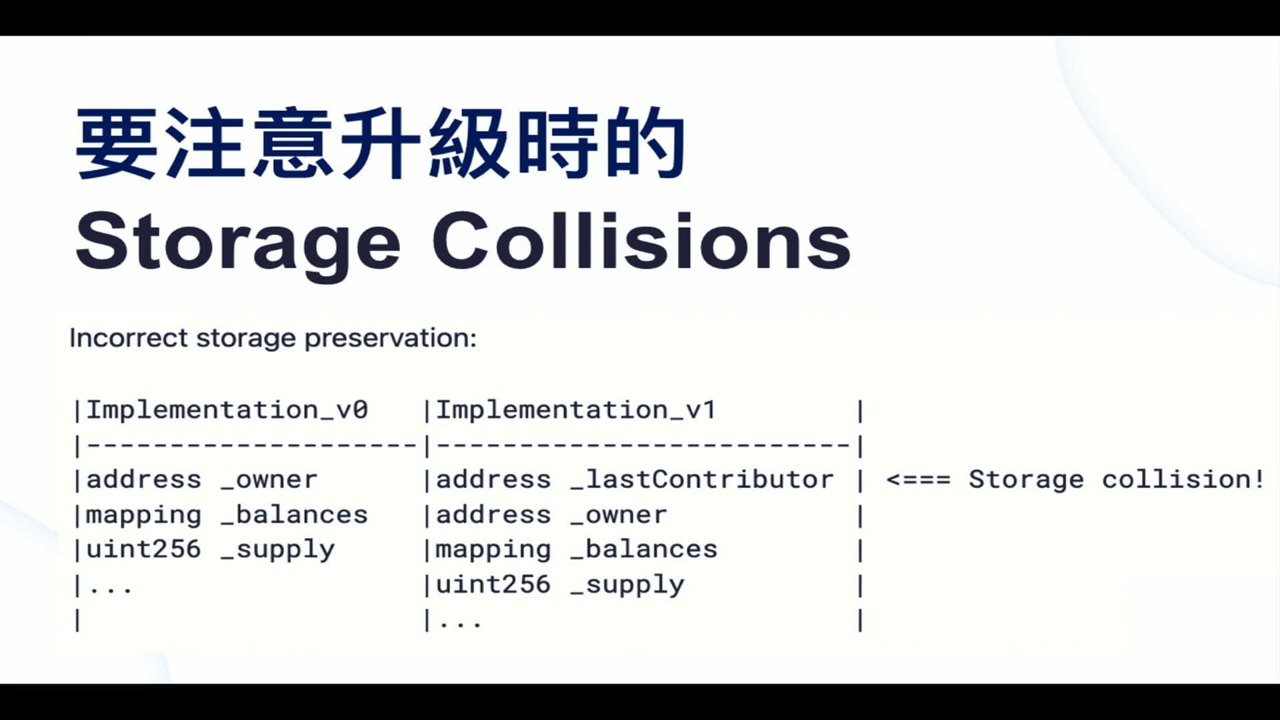 要注意升級時的
Storage Collisions
Incorrect storage preservation:
|Implementation_v0   |Implementation_v1        |
|--------------------|-------------------------|
|address _owner      |address _lastContributor | <=== Storage collision!
|mapping _balances   |address _owner           |
|uint256 _supply     |mapping _balances        |
|...                 |uint256 _supply          |
|                    |...                      |